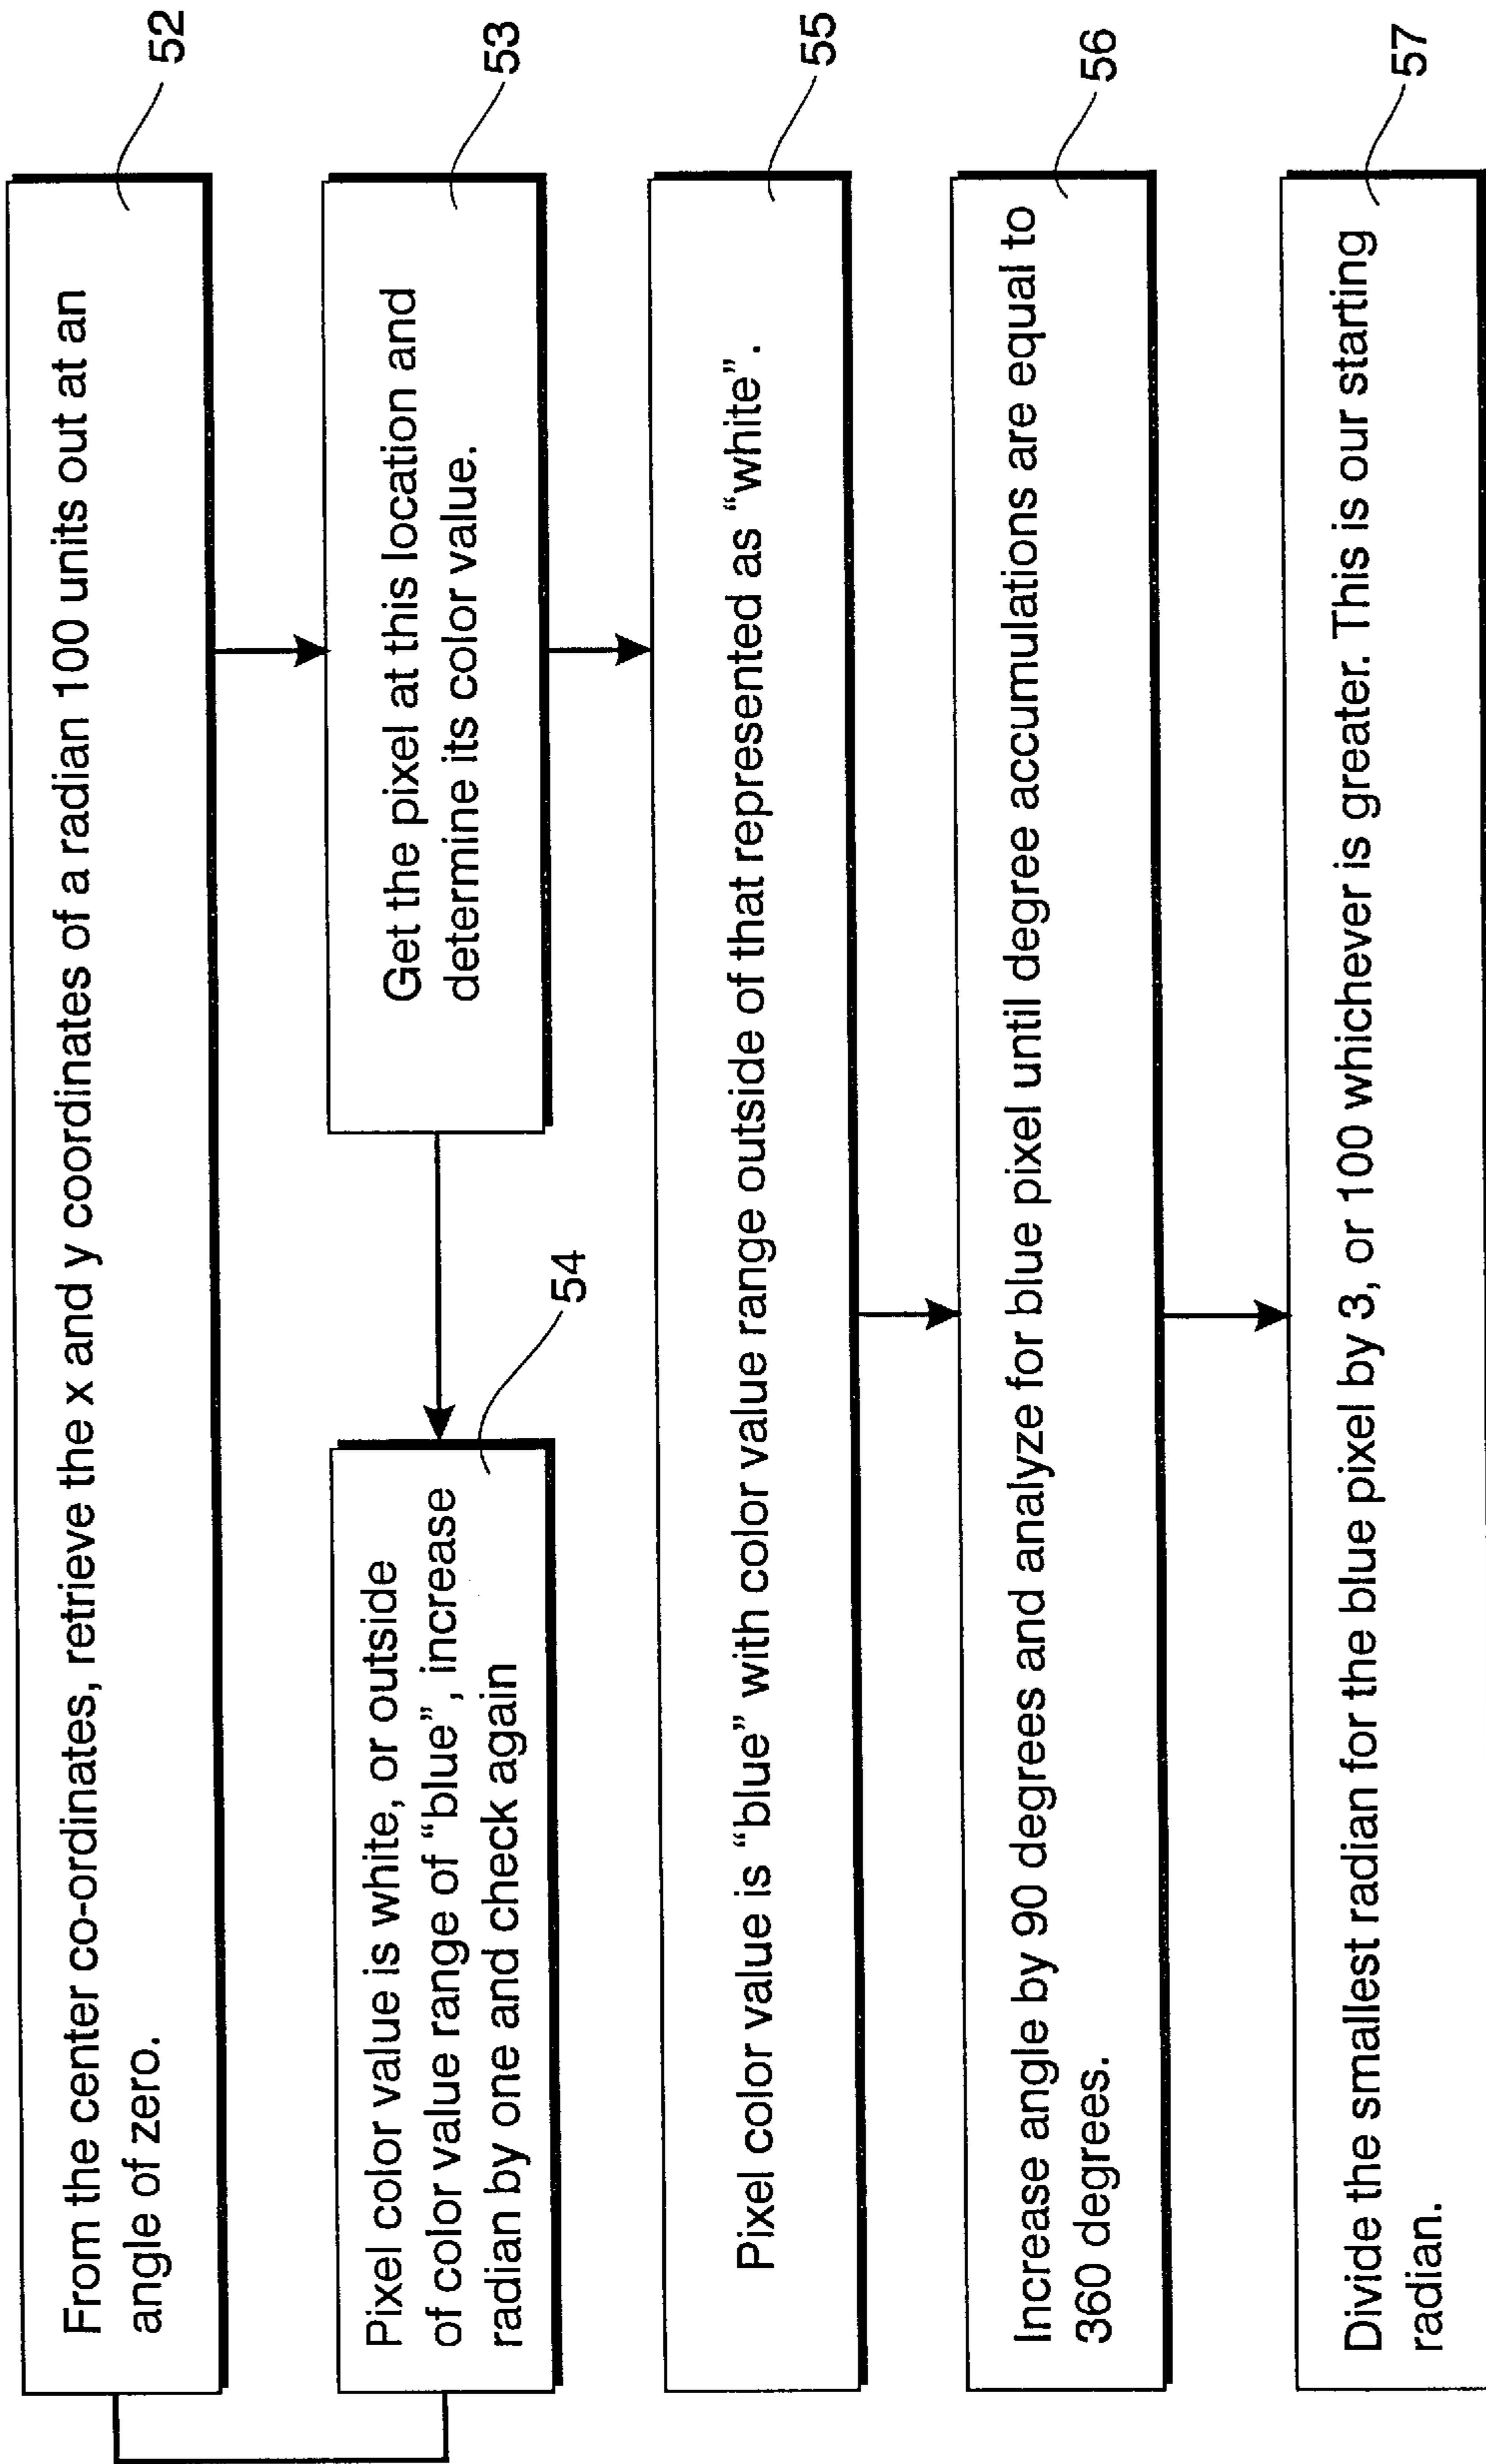 From the center co-ordinates, retrieve the x and y coordinates of a radian 100 units out at an
angle of zero.
52
Get the pixel at this location and
determine its color value.
53
Pixel color value is white, or outside
of color value range of “blue”, increase
radian by one and check again
54
Pixel color value is “blue” with color value range outside of that represented as “white”.
55
Increase angle by 90 degrees and analyze for blue pixel until degree accumulations are equal to
360 degrees.
56
Divide the smallest radian for the blue pixel by 3, or 100 whichever is greater. This is our starting
radian.
57